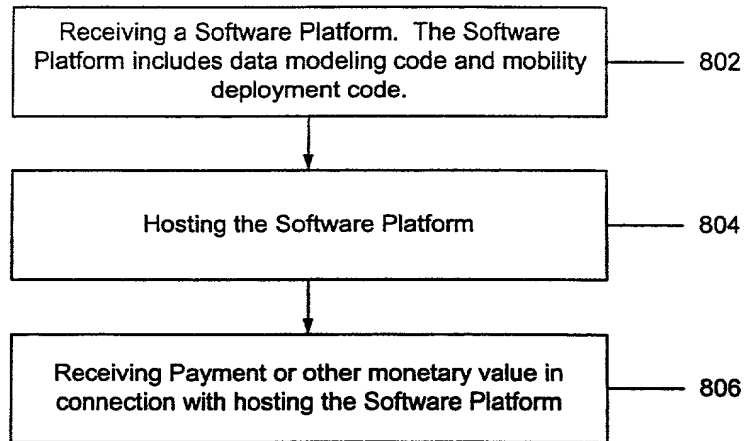 Receiving a Software Platform. The Software
Platform includes data modeling code and mobility
deployment code.
802
Hosting the Software Platform
804
Receiving Payment or other monetary value in
connection with hosting the Software Platform
806